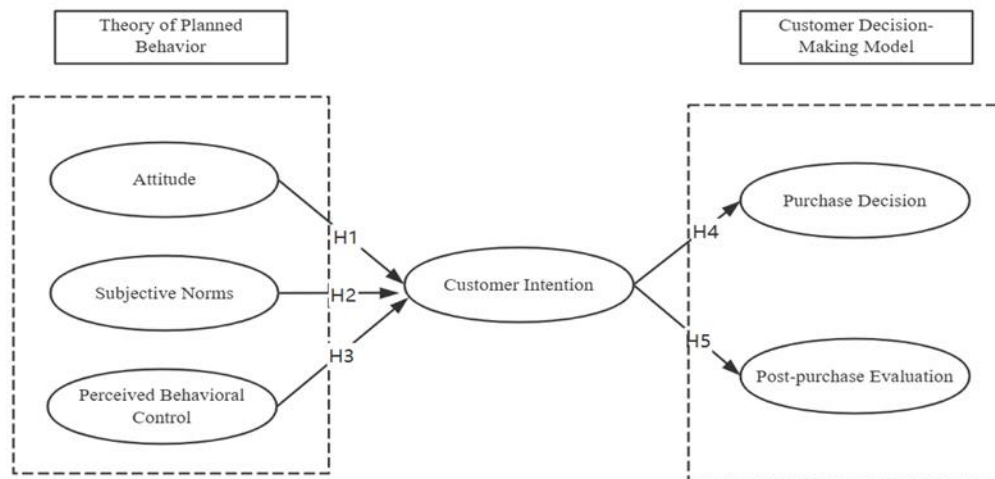 Theory of Planned
Behavior
Customer Decision-
Making Model
Attitude
Purchase Decision
H1
H4
Subjective Norms
H2
Customer Intention
H3
H5
Perceived Behavioral
Control
Post-purchase Evaluation